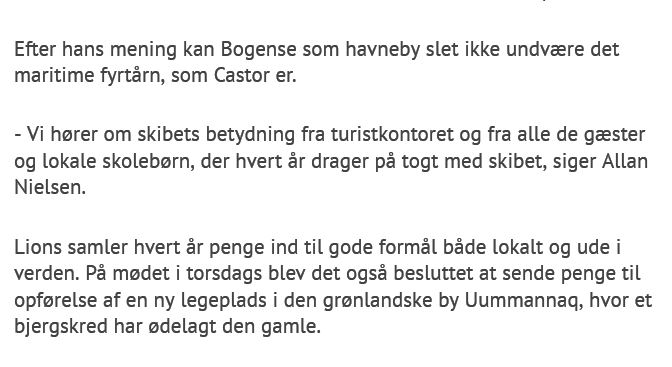 Efter hans mening kan Bogense som havneby slet ikke undvære det
maritime fyrtårn, som Castor er.
- Vi hører om skibets betydning fra turistkontoret og fra alle de gæster
og lokale skolebørn, der hvert år drager på togt med skibet, siger Allan
Nielsen.
Lions samler hvert år penge ind til gode formål både lokalt og ude i
verden. På mødet i torsdags blev det også besluttet at sende penge til
opførelse af en ny legeplads i den grønlandske by Uummannaq, hvor et
bjergskred har ødelagt den gamle.